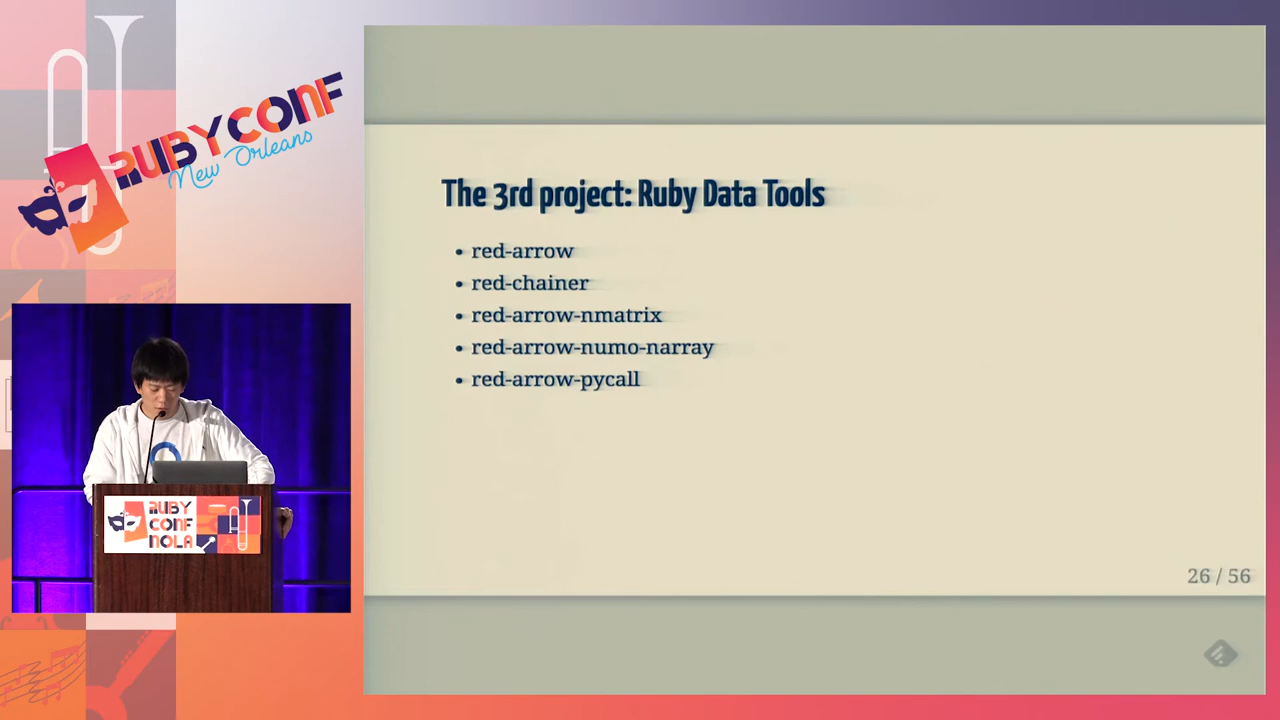 RUBYCONF
New Orleans
The 3rd project: Ruby Data Tools
• red-arrow
• red-chainer
• red-arrow-nmatrix
• red-arrow-numo-narray
• red-arrow-pycall
26 / 56
RUBY
CONF
NOLA